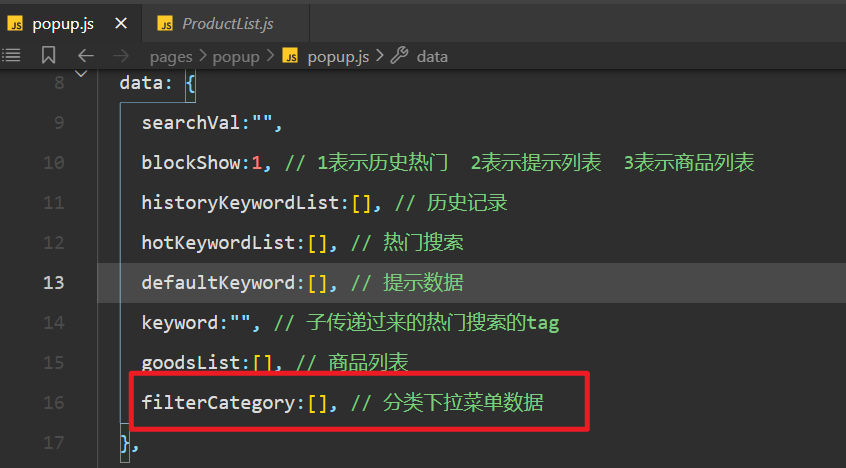 JS popup.js × JS ProductList.js
pages > popup > JS popup.js > data
8 data: {
9 searchVal:"",
10 blockShow:1, // 1表示历史热门  2表示提示列表  3表示商品列表
11 historyKeywordList:[], // 历史记录
12 hotKeywordList:[], // 热门搜索
13 defaultKeyword:[], // 提示数据
14 keyword:"", // 子传递过来的热门搜索的tag
15 goodsList:[], // 商品列表
16 filterCategory:[], // 分类下拉菜单数据
17 },